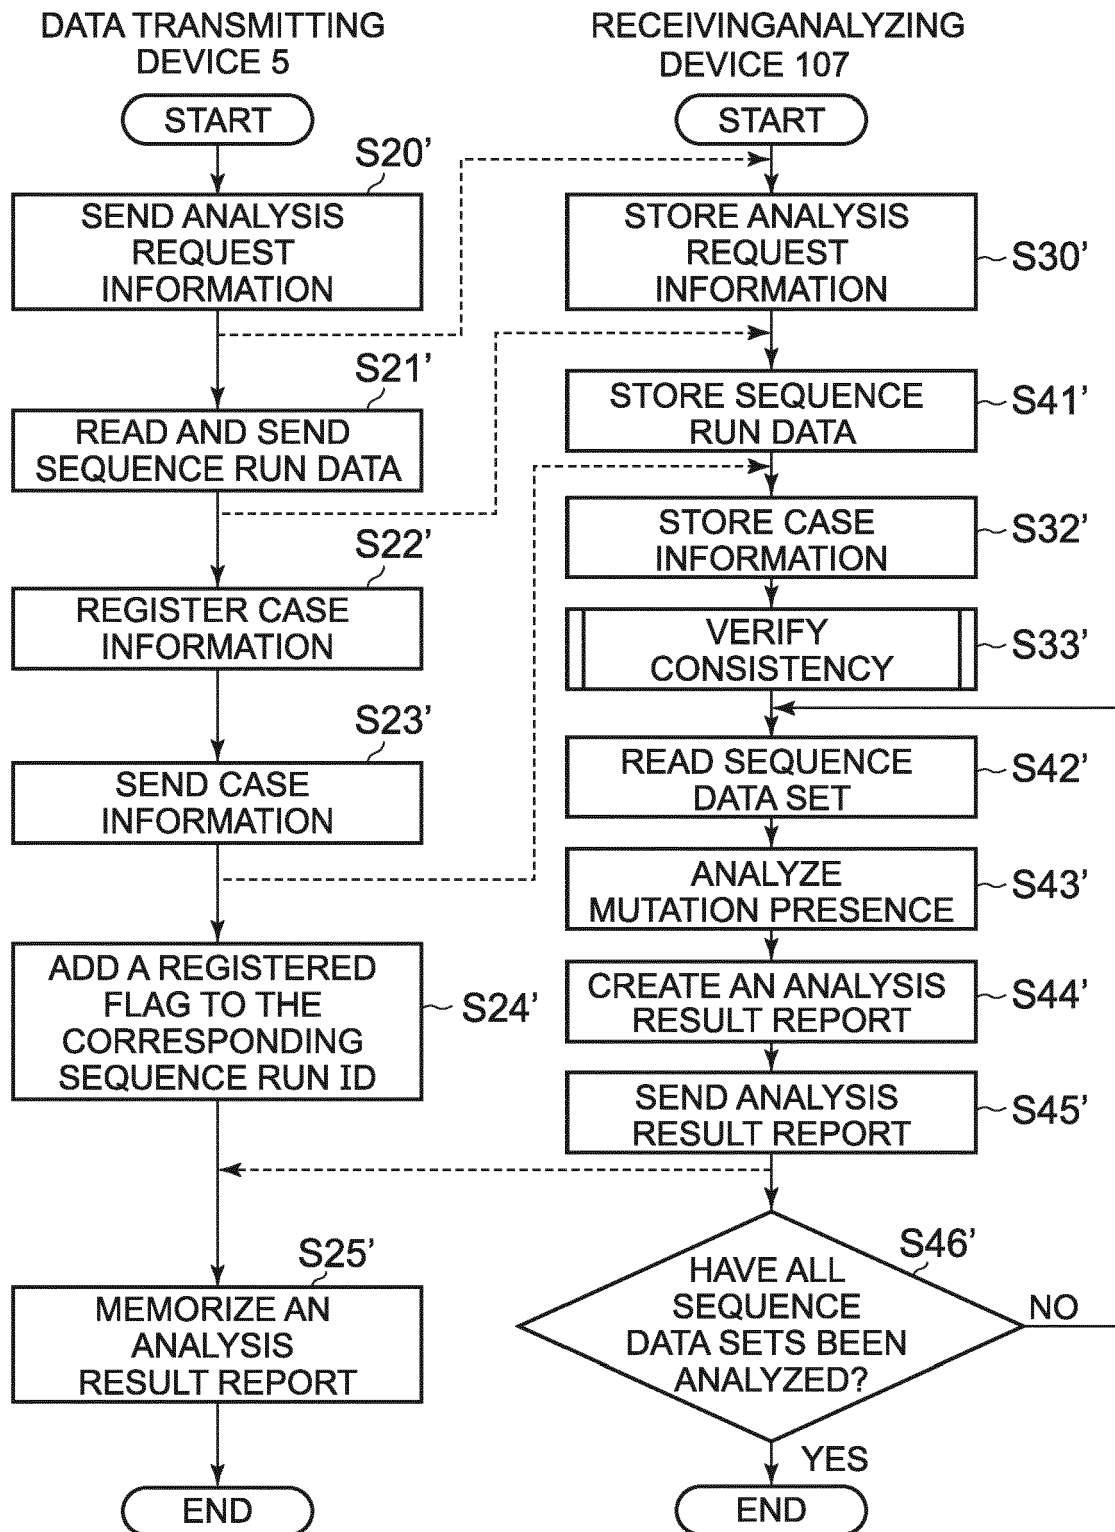 DATA TRANSMITTING
DEVICE 5
START
S20’
SEND ANALYSIS
REQUEST
INFORMATION
S21’
READ AND SEND
SEQUENCE RUN DATA
S22’
REGISTER CASE
INFORMATION
S23’
SEND CASE
INFORMATION
ADD A REGISTERED
FLAG TO THE
CORRESPONDING
SEQUENCE RUN ID
S24’
S25’
MEMORIZE AN
ANALYSIS
RESULT REPORT
END
RECEIVINGANALYZING
DEVICE 107
START
STORE ANALYSIS
REQUEST
INFORMATION
S30’
STORE SEQUENCE
RUN DATA
S41’
STORE CASE
INFORMATION
S32’
VERIFY
CONSISTENCY
S33’
READ SEQUENCE
DATA SET
S42’
ANALYZE
MUTATION PRESENCE
S43’
CREATE AN ANALYSIS
RESULT REPORT
S44’
SEND ANALYSIS
RESULT REPORT
S45’
S46’
HAVE ALL
SEQUENCE
DATA SETS BEEN
ANALYZED?
NO
YES
END